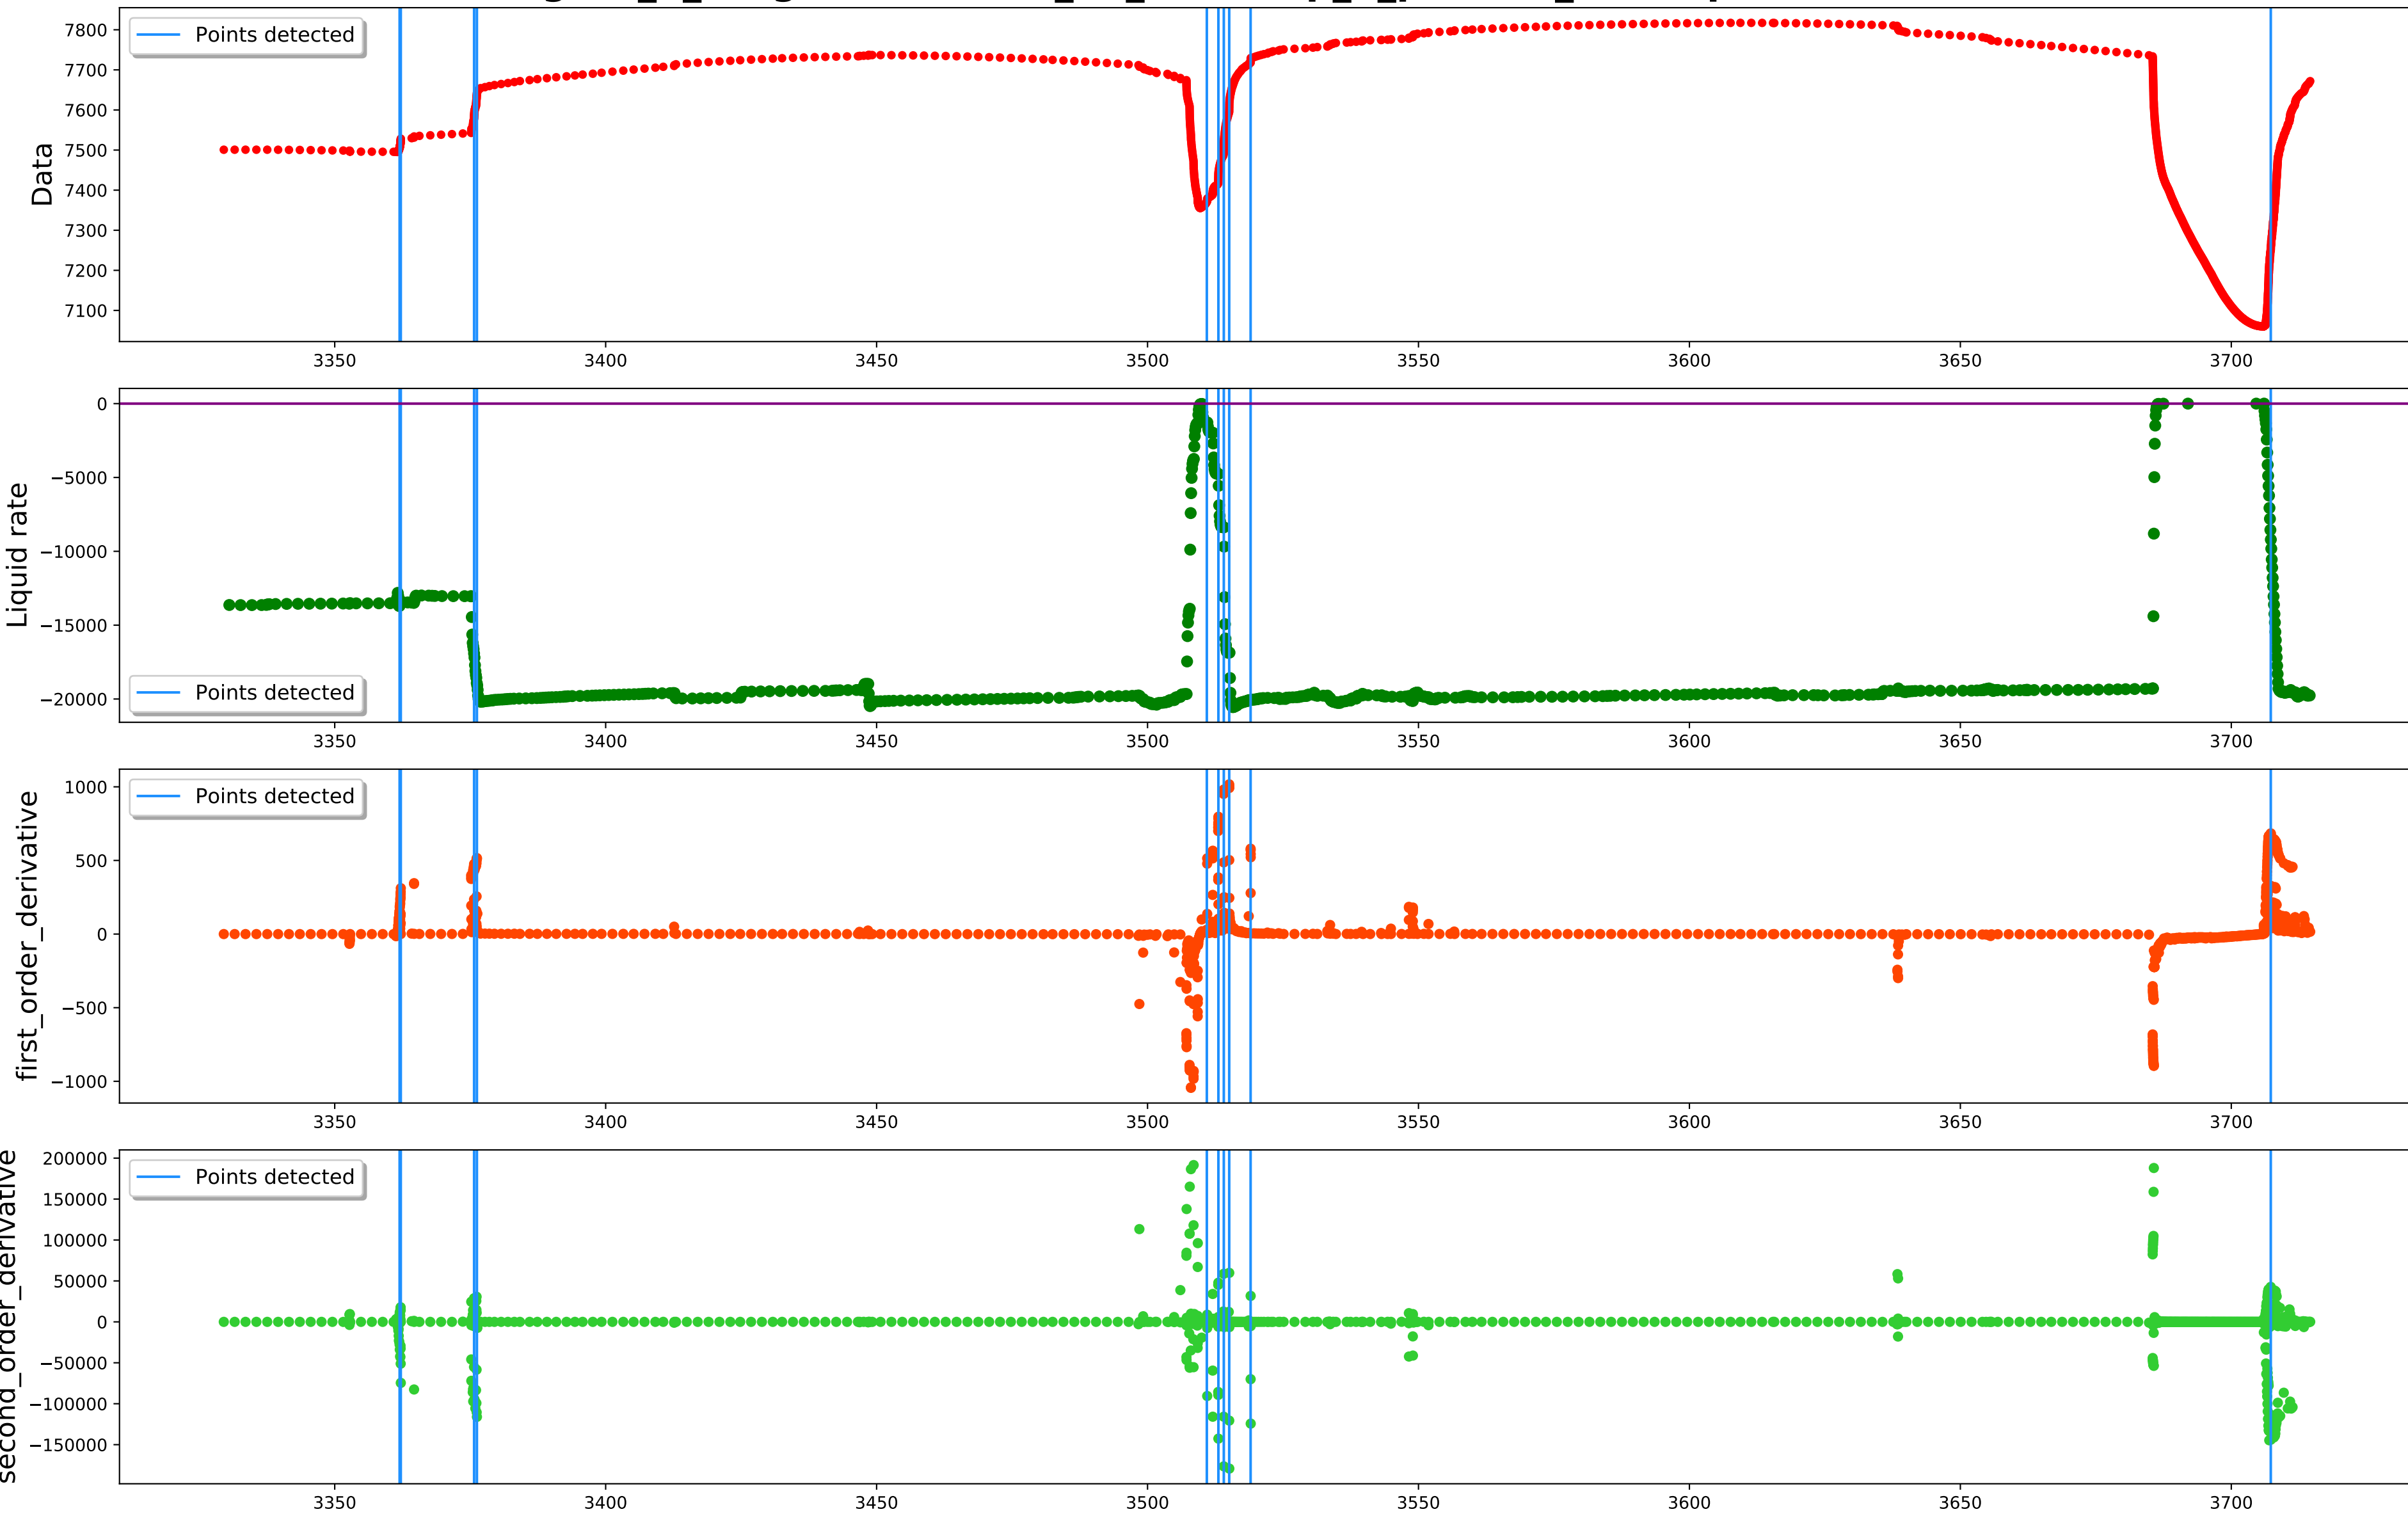 Points detected
Data
7800
7700
7600
7500
7400
7300
7200
7100
3350 3400 3450 3500 3550 3600 3650 3700
Liquid rate
0
−5000
−10000
−15000
−20000
Points detected
3350 3400 3450 3500 3550 3600 3650 3700
Points detected
first_order_derivative
1000
500
0
−500
−1000
3350 3400 3450 3500 3550 3600 3650 3700
Points detected
second_order_derivative
200000
150000
100000
50000
0
−50000
−100000
−150000
3350 3400 3450 3500 3550 3600 3650 3700